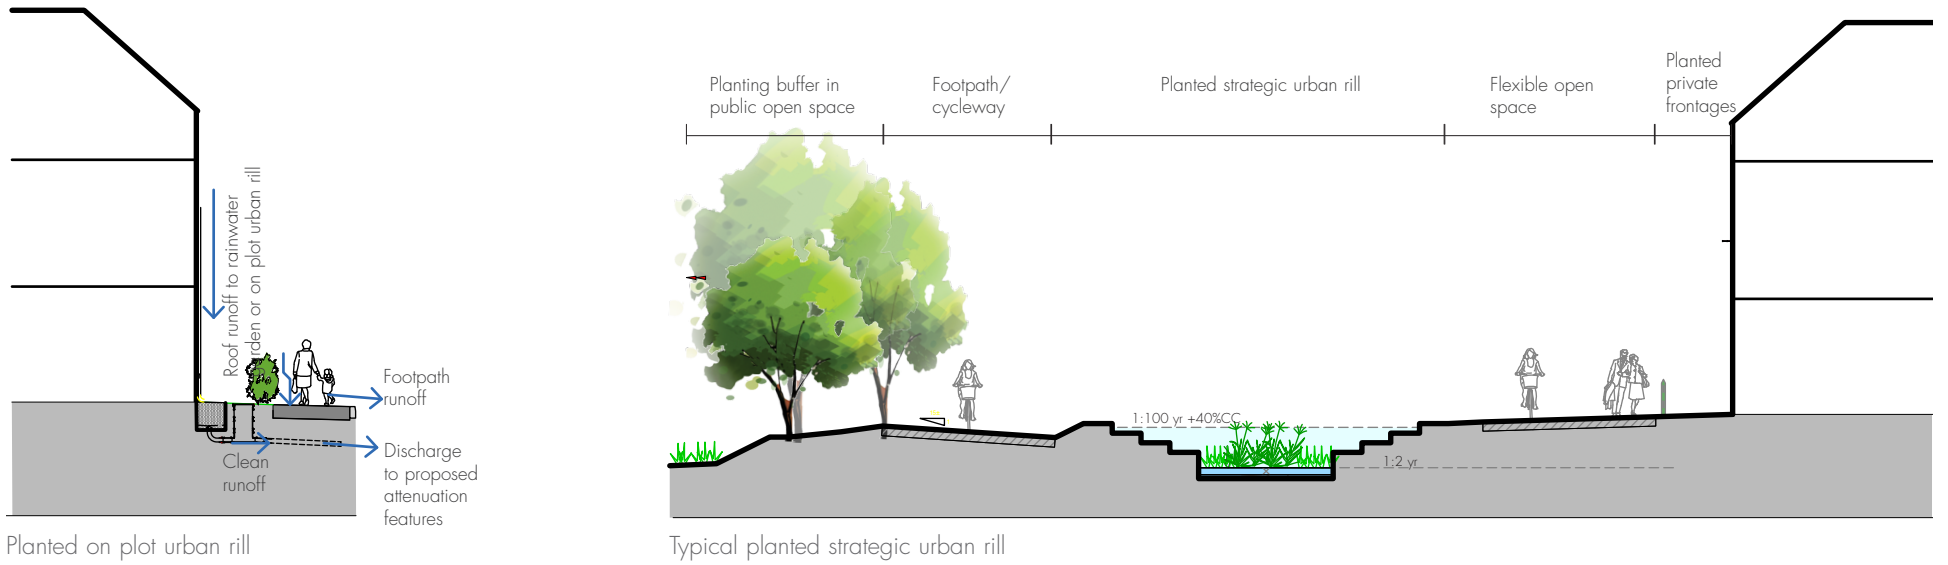 Roof runoff to rainwater
garden or on plot urban rill
Footpath
runoff
Clean
runoff
Discharge
to proposed
attenuation
features
Planted on plot urban rill
Planting buffer in
public open space
Footpath/
cycleway
Planted strategic urban rill
Flexible open
space
Planted
private
frontages
1:100 yr +40%CC
1:2 yr
Typical planted strategic urban rill